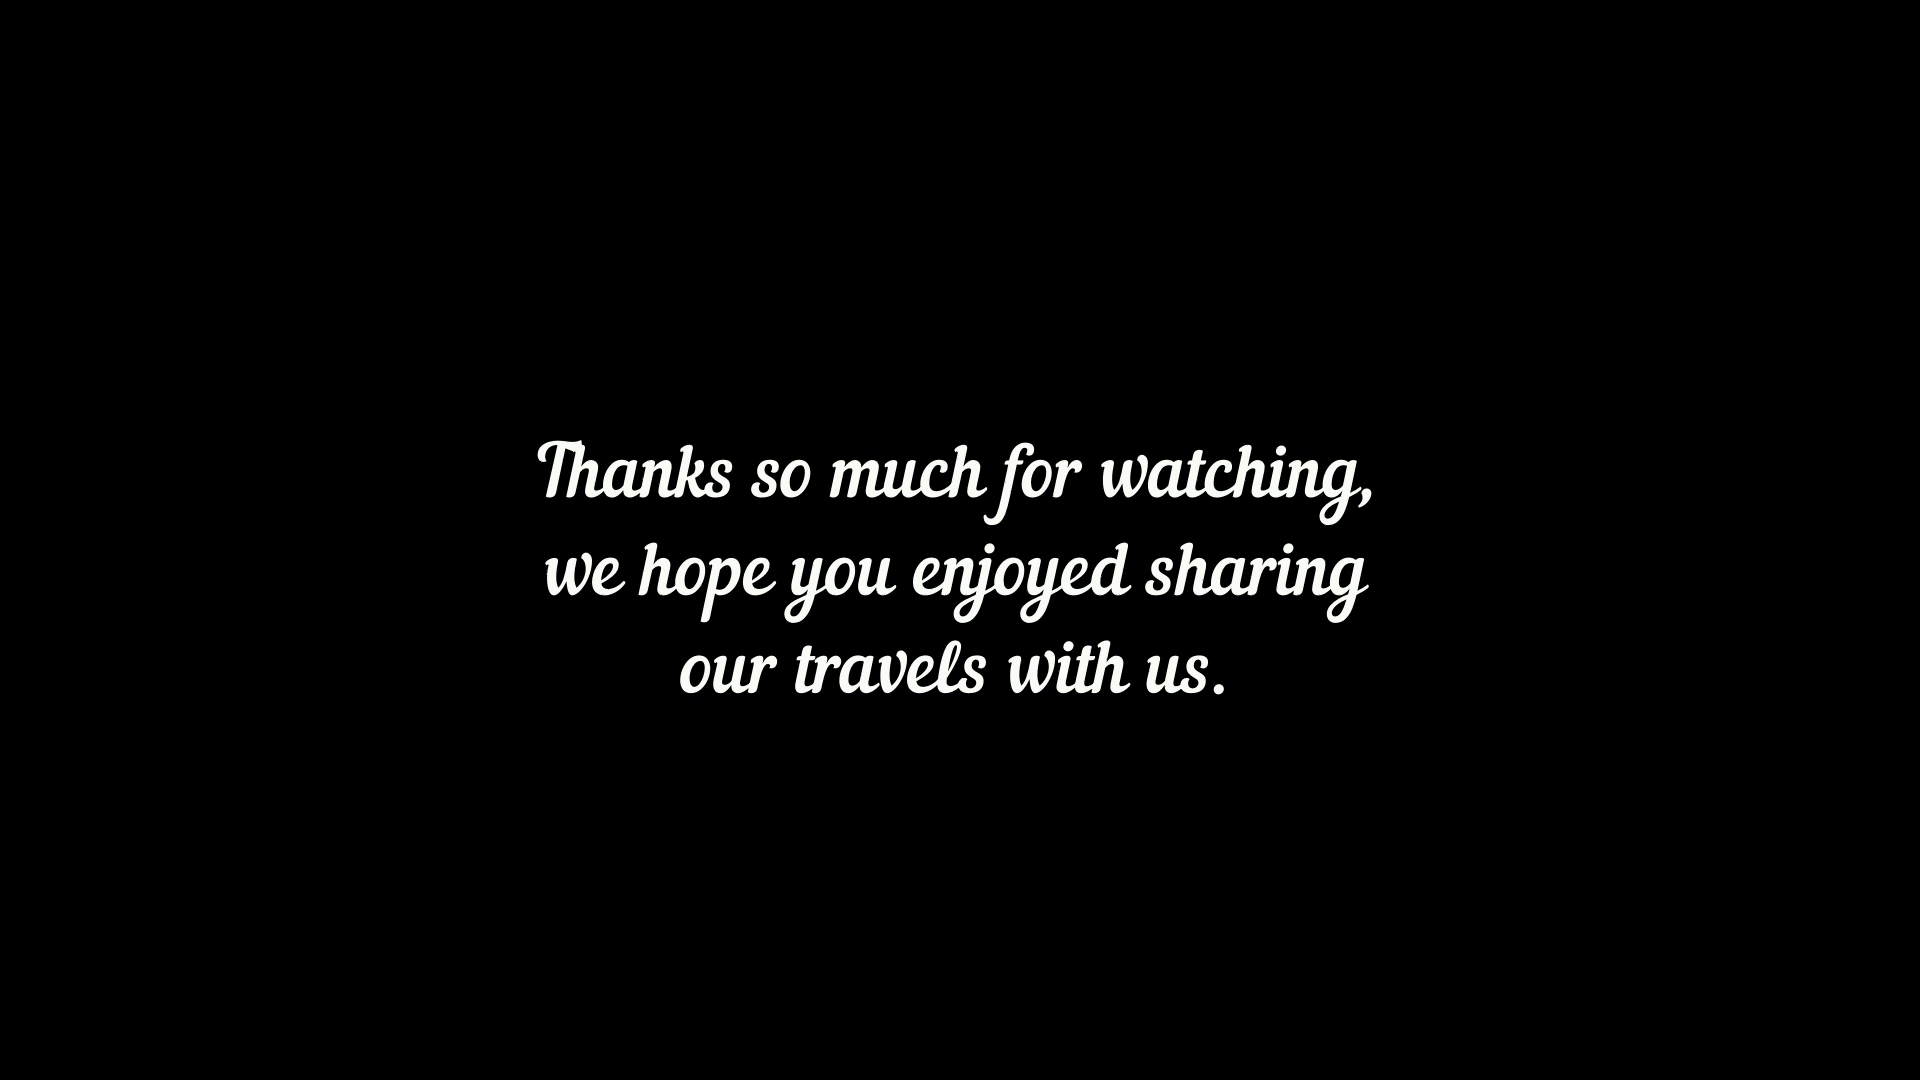 Thanks so much for watching,
we hope you enjoyed sharing
our travels with us.